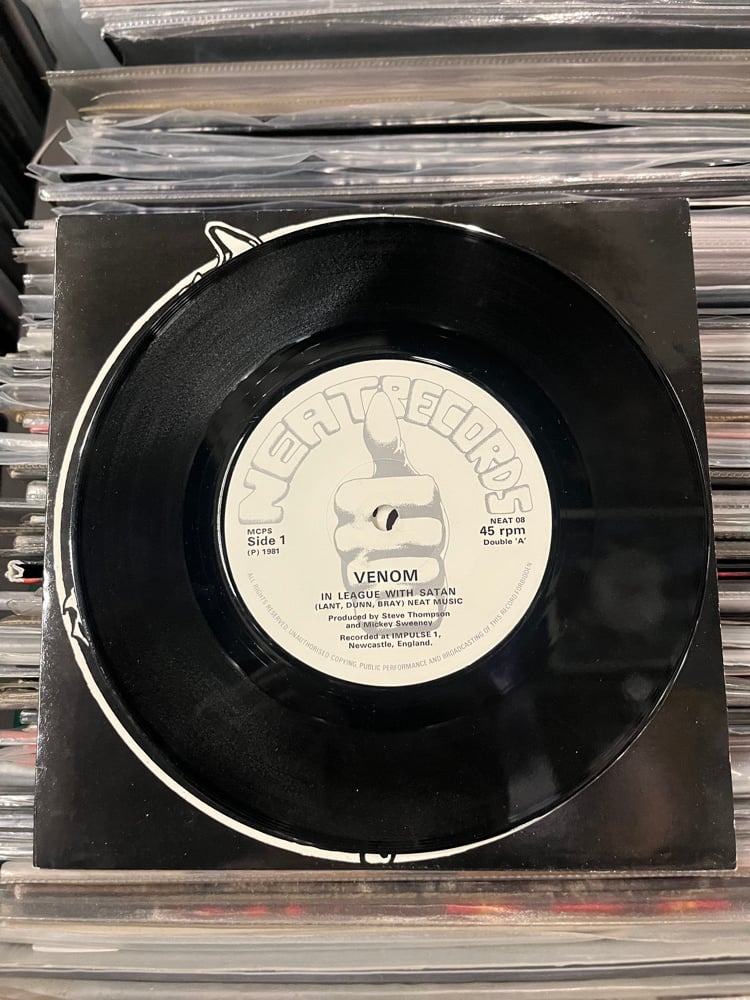 NEAT RECORDS
MCPS
Side 1
(P) 1981
NEAT 08
45 rpm
Double 'A'
VENOM
IN LEAGUE WITH SATAN
(LANT, DUNN, BRAY) NEAT MUSIC
Produced by Steve Thompson
and Mickey Sweeney
Recorded at IMPULSE 1,
Newcastle, England.
ALL RIGHTS RESERVED. UNAUTHORISED COPYING, PUBLIC PERFORMANCE AND BROADCASTING OF THIS RECORD FORBIDDEN